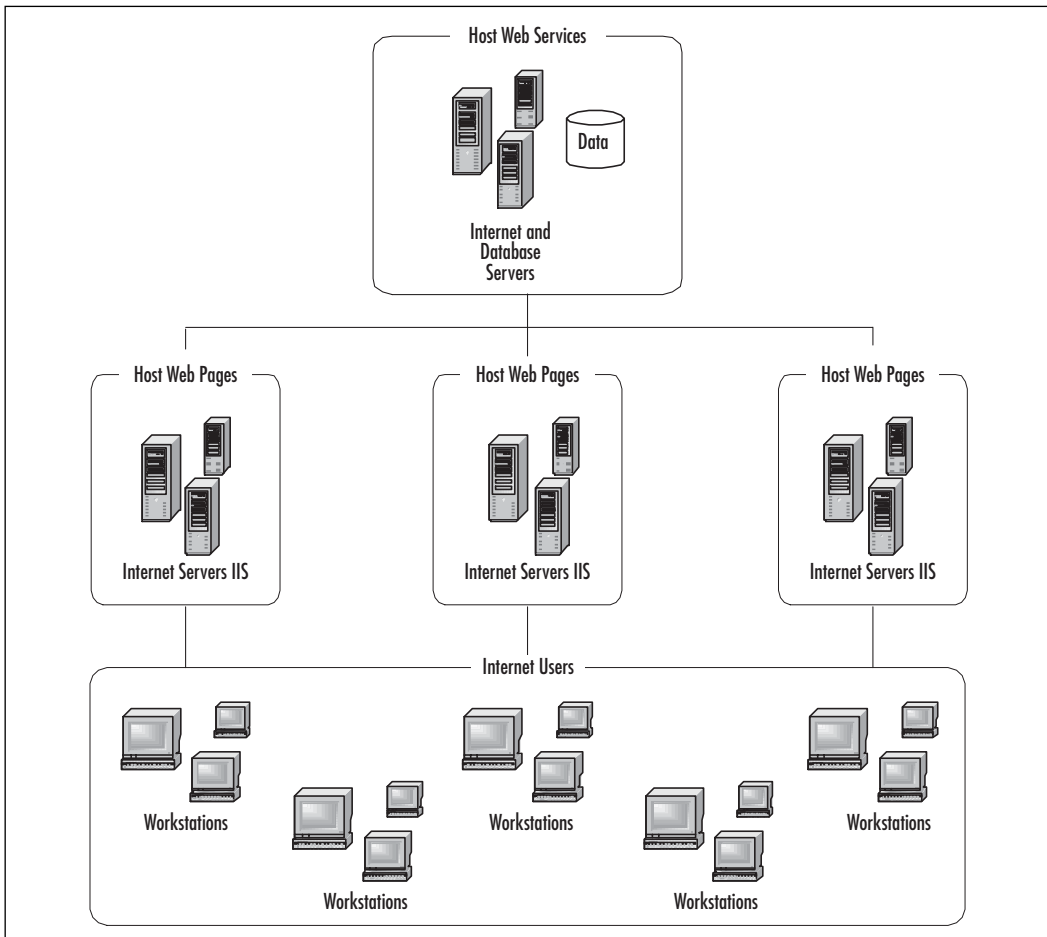 Host Web Services
Data
Internet and
Database
Servers
Host Web Pages
Host Web Pages
Host Web Pages
Internet Servers IIS
Internet Servers IIS
Internet Servers IIS
Internet Users
Workstations
Workstations
Workstations
Workstations
Workstations